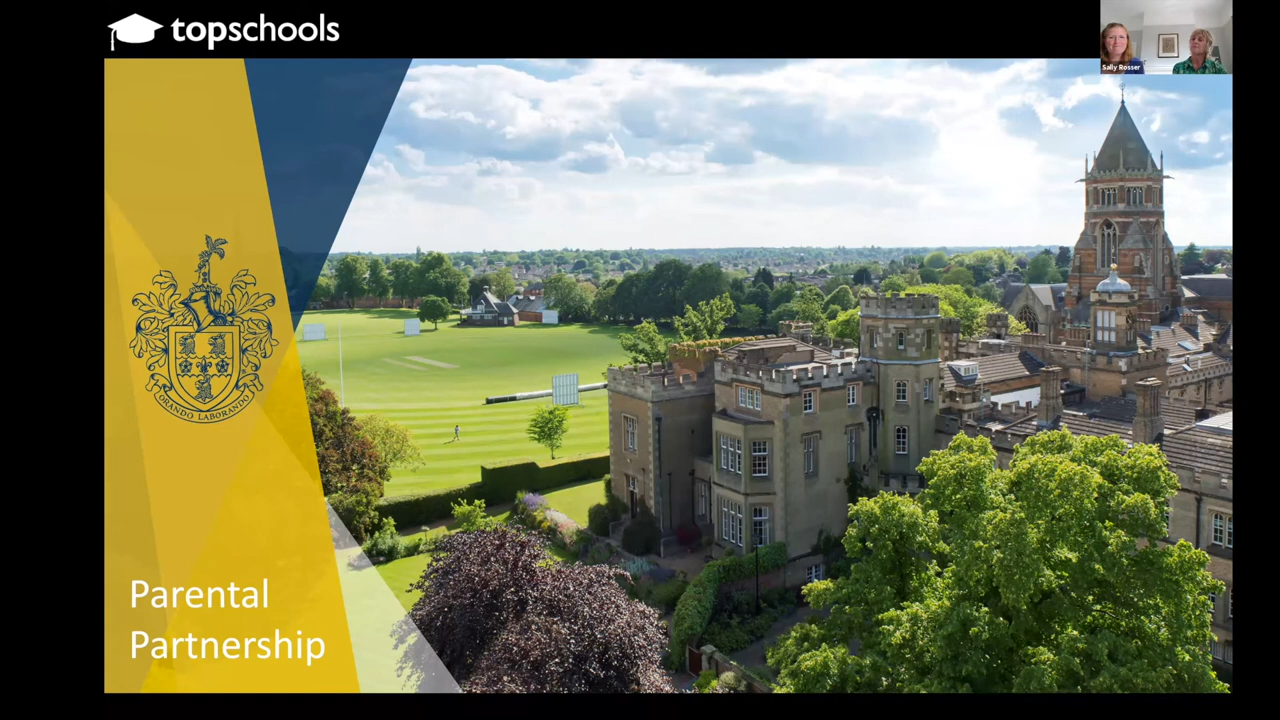 topschools
Sally Rosser
ORANDO LABORANDO
Parental
Partnership